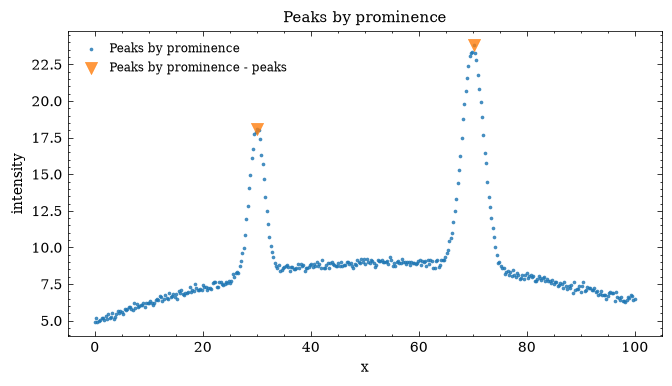 Peaks by prominence
Peaks by prominence
Peaks by prominence - peaks
intensity
22.5
20.0
17.5
15.0
12.5
10.0
7.5
5.0
0 20 40 60 80 100
x